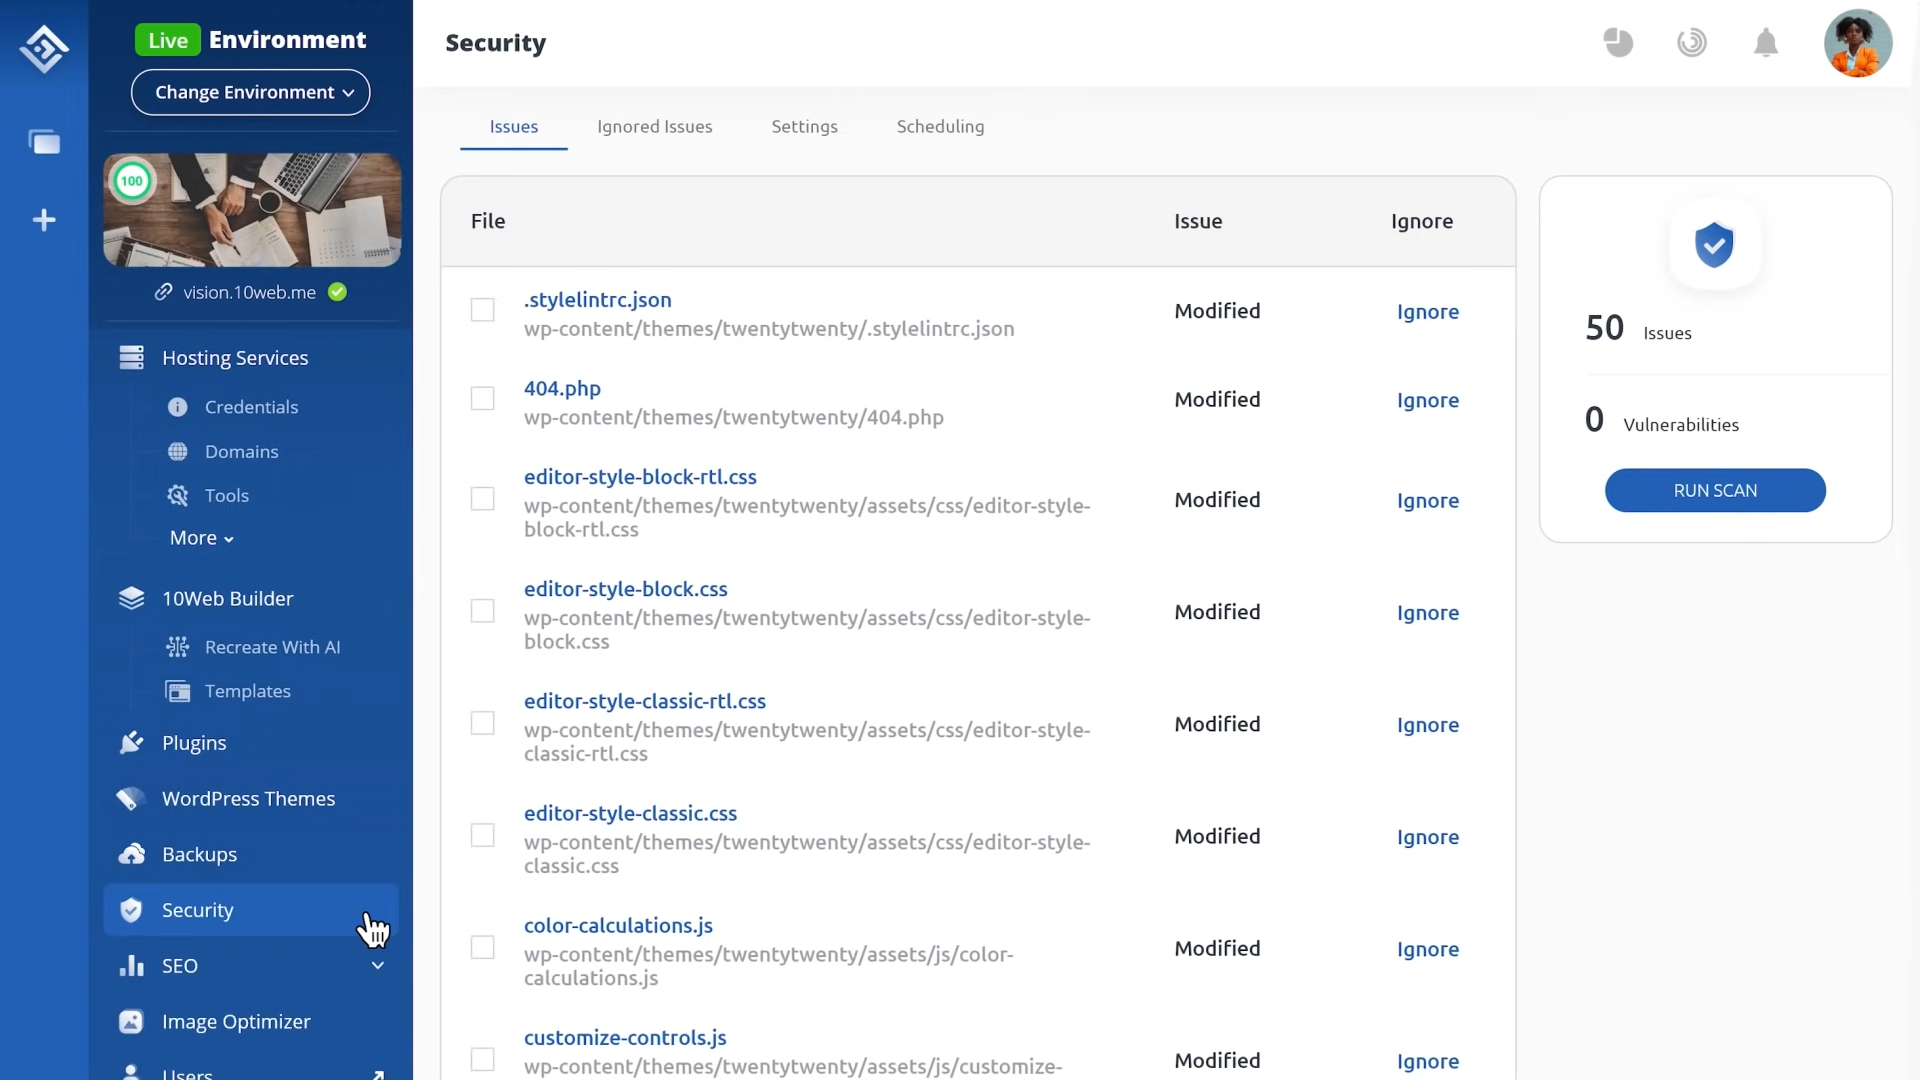 Live Environment
Change Environment
100
vision.10web.me
Hosting Services
Credentials
Domains
Tools
More
10Web Builder
Recreate With AI
Templates
Plugins
WordPress Themes
Backups
Security
SEO
Image Optimizer
Users
Security
Issues Ignored Issues Settings Scheduling
File Issue Ignore
.stylelintrc.json
wp-content/themes/twentytwenty/.stylelintrc.json
Modified Ignore
404.php
wp-content/themes/twentytwenty/404.php
Modified Ignore
editor-style-block-rtl.css
wp-content/themes/twentytwenty/assets/css/editor-style-
block-rtl.css
Modified Ignore
editor-style-block.css
wp-content/themes/twentytwenty/assets/css/editor-style-
block.css
Modified Ignore
editor-style-classic-rtl.css
wp-content/themes/twentytwenty/assets/css/editor-style-
classic-rtl.css
Modified Ignore
editor-style-classic.css
wp-content/themes/twentytwenty/assets/css/editor-style-
classic.css
Modified Ignore
color-calculations.js
wp-content/themes/twentytwenty/assets/js/color-
calculations.js
Modified Ignore
customize-controls.js
wp-content/themes/twentytwenty/assets/js/customize-
Modified Ignore
50 Issues
0 Vulnerabilities
RUN SCAN